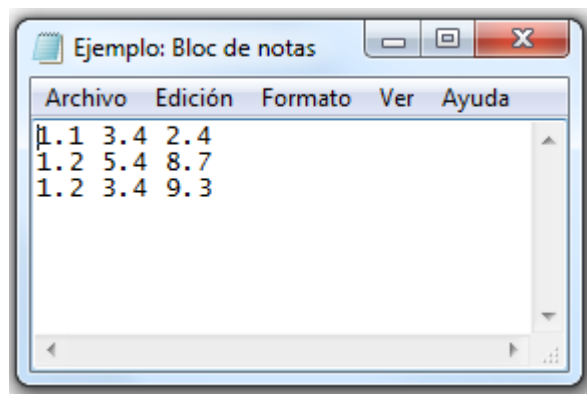 Ejemplo: Bloc de notas
Archivo Edición Formato Ver Ayuda
1.1 3.4 2.4
1.2 5.4 8.7
1.2 3.4 9.3